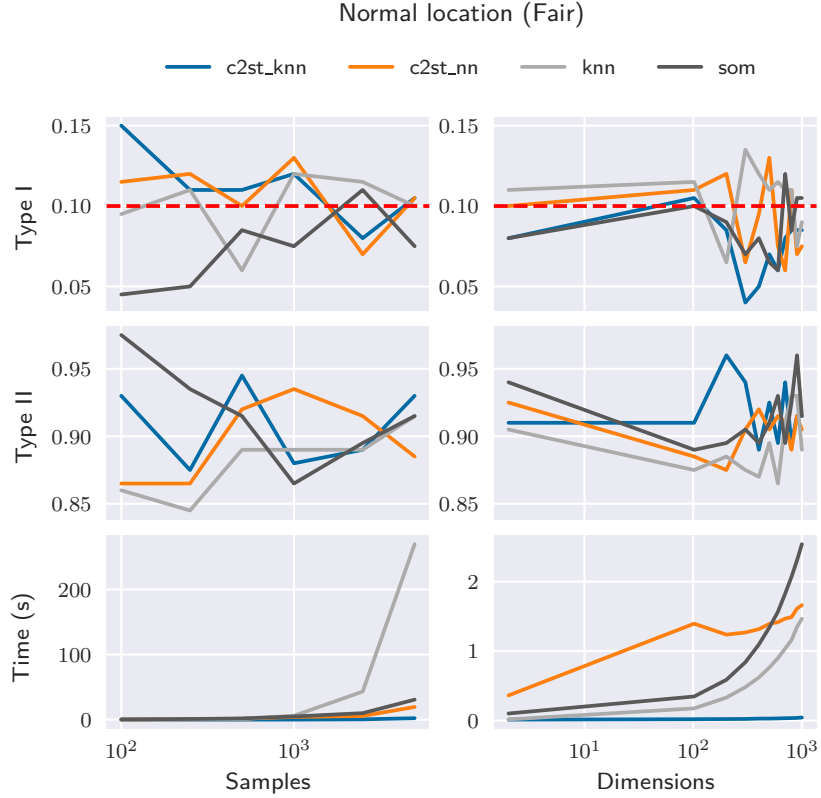 Normal location (Fair)
c2st_knn c2st_nn knn som
Type I
0.15
0.10
0.05
0.15
0.10
0.05
Type II
0.95
0.90
0.85
0.95
0.90
0.85
Time (s)
200
100
0
2
1
0
10² 10³
10¹ 10² 10³
Samples
Dimensions